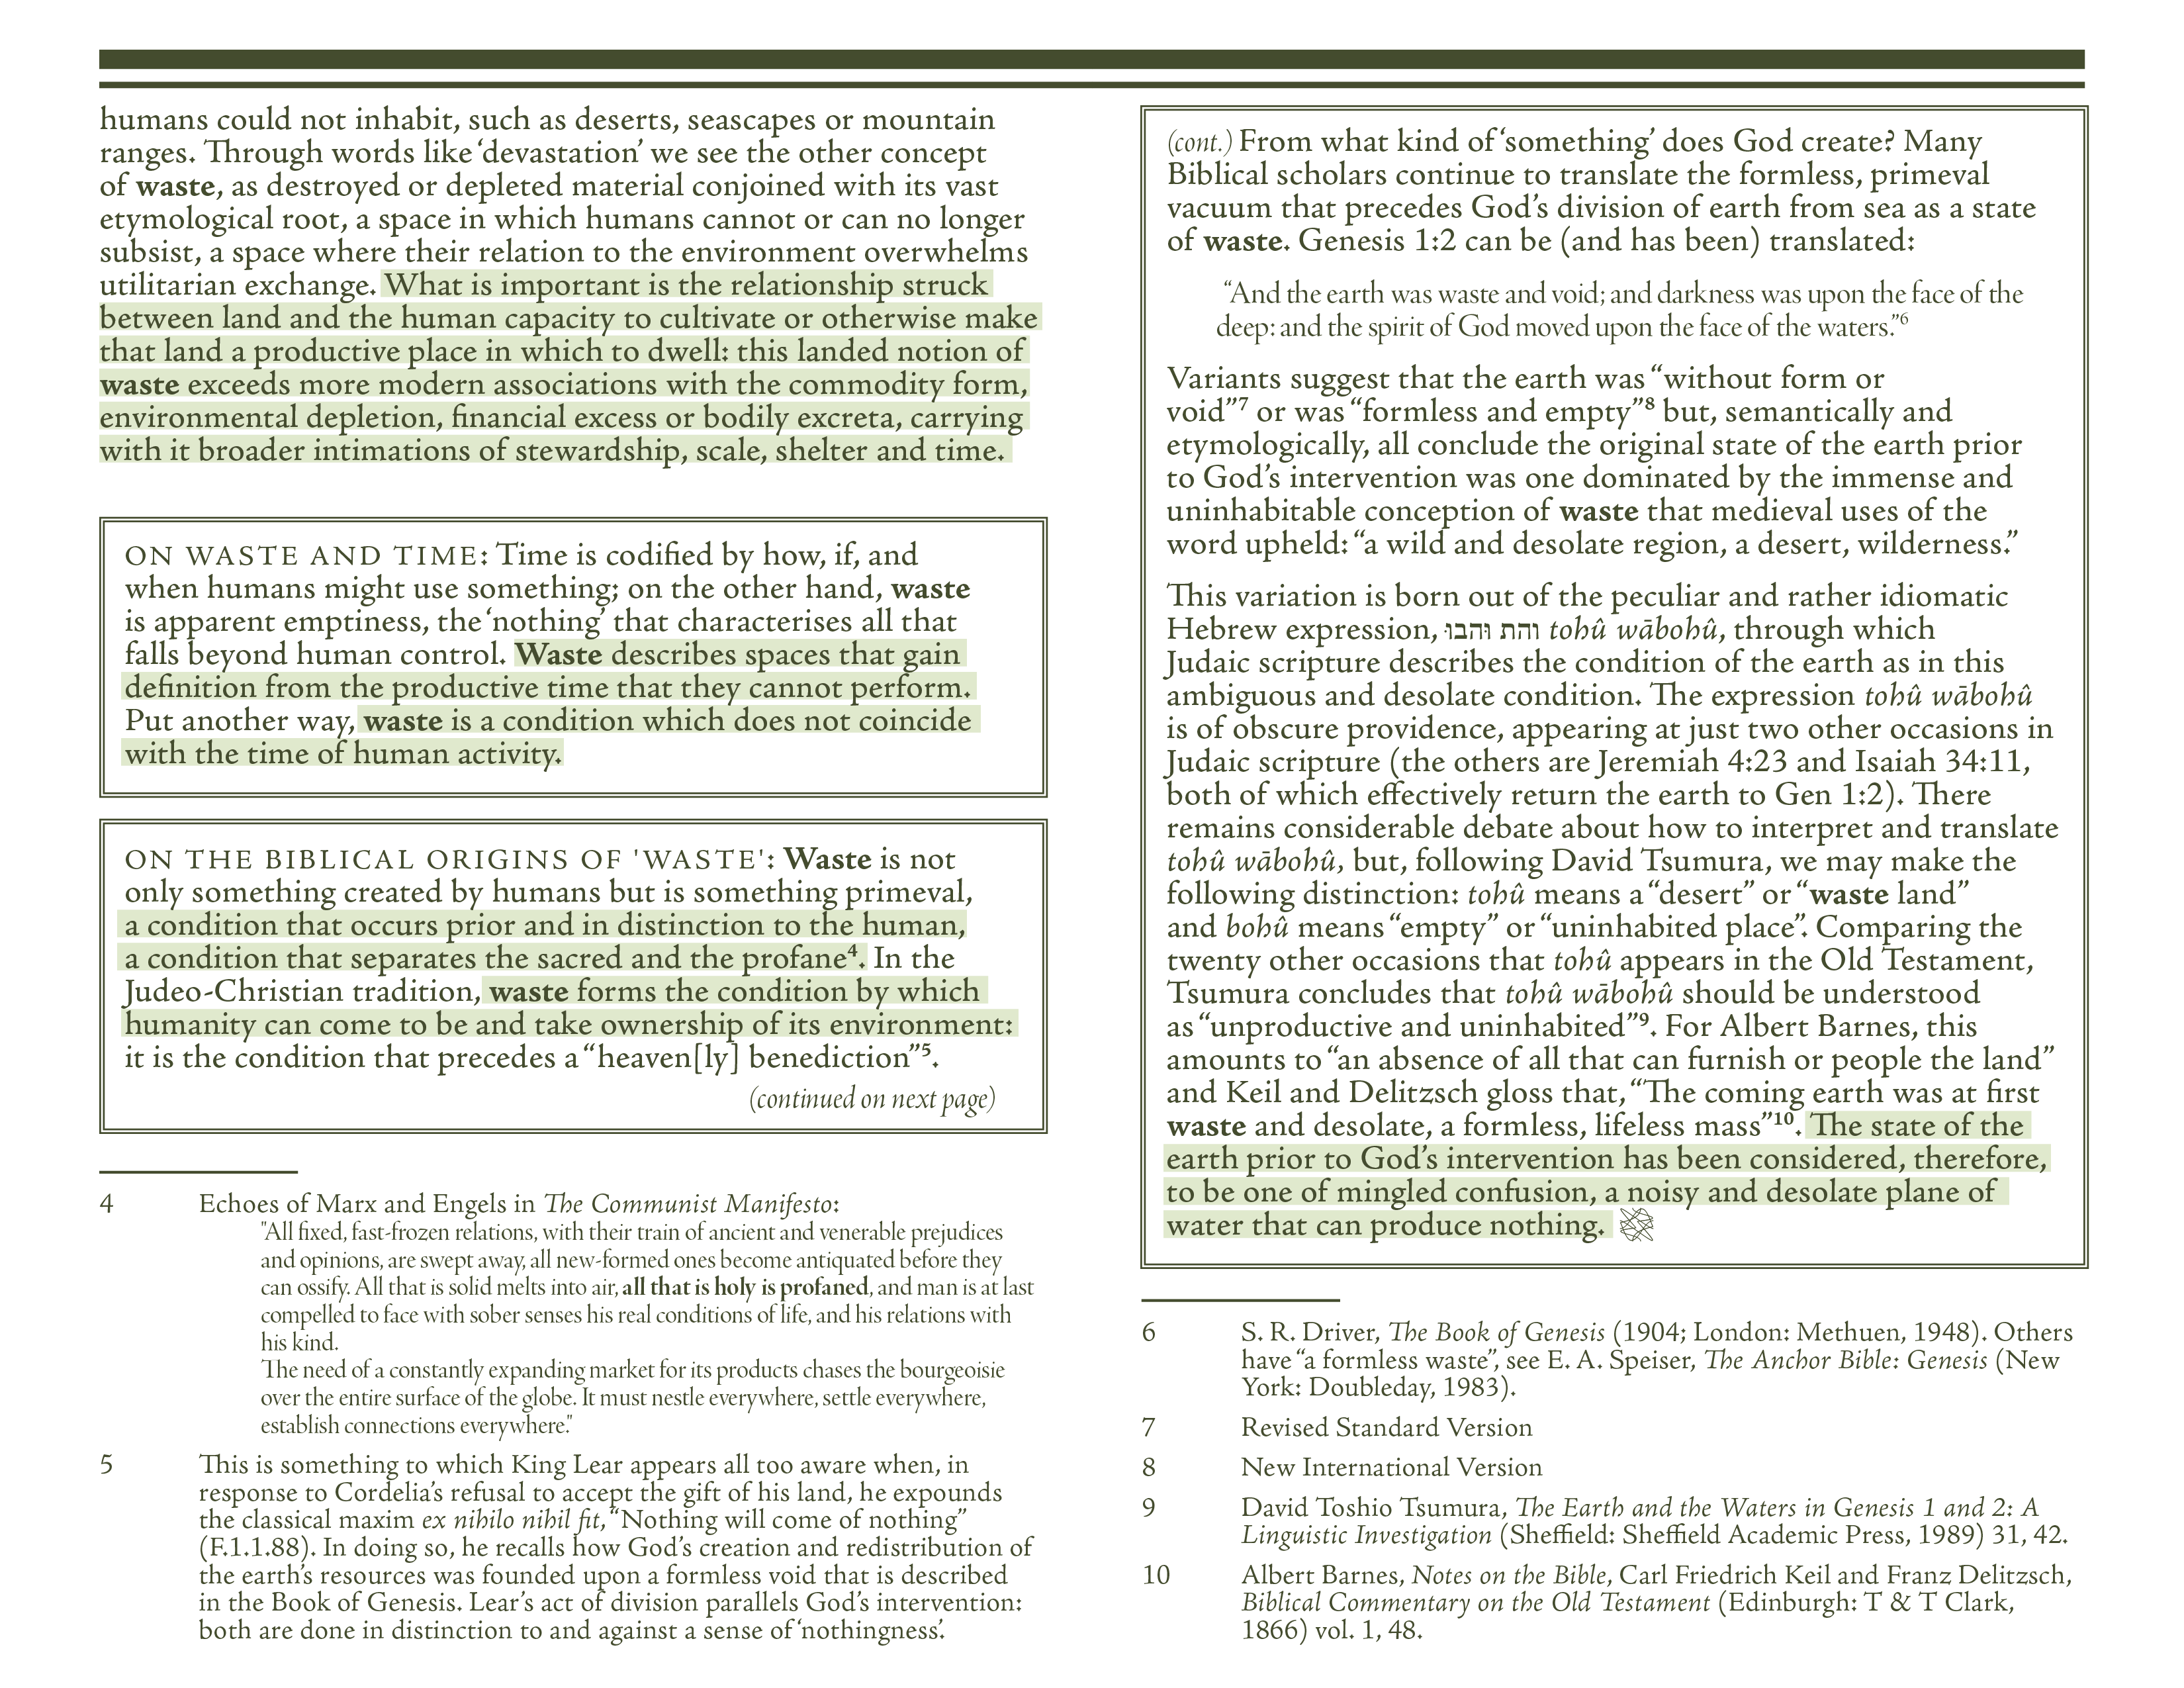 humans could not inhabit, such as deserts, seascapes or mountain
ranges. Through words like ‘devastation’ we see the other concept
of waste, as destroyed or depleted material conjoined with its vast
etymological root, a space in which humans cannot or can no longer
subsist, a space where their relation to the environment overwhelms
utilitarian exchange. What is important is the relationship struck
between land and the human capacity to cultivate or otherwise make
that land a productive place in which to dwell: this landed notion of
waste exceeds more modern associations with the commodity form,
environmental depletion, financial excess or bodily excreta, carrying
with it broader intimations of stewardship, scale, shelter and time.
ON WASTE AND TIME: Time is codified by how, if, and
when humans might use something; on the other hand, waste
is apparent emptiness, the ‘nothing’ that characterises all that
falls beyond human control. Waste describes spaces that gain
definition from the productive time that they cannot perform.
Put another way, waste is a condition which does not coincide
with the time of human activity.
ON THE BIBLICAL ORIGINS OF 'WASTE': Waste is not
only something created by humans but is something primeval,
a condition that occurs prior and in distinction to the human,
a condition that separates the sacred and the profane⁴. In the
Judeo-Christian tradition, waste forms the condition by which
humanity can come to be and take ownership of its environment:
it is the condition that precedes a “heaven[ly] benediction”⁵.
(continued on next page)
4 Echoes of Marx and Engels in The Communist Manifesto:
"All fixed, fast-frozen relations, with their train of ancient and venerable prejudices
and opinions, are swept away, all new-formed ones become antiquated before they
can ossify. All that is solid melts into air, all that is holy is profaned, and man is at last
compelled to face with sober senses his real conditions of life, and his relations with
his kind.
The need of a constantly expanding market for its products chases the bourgeoisie
over the entire surface of the globe. It must nestle everywhere, settle everywhere,
establish connections everywhere."
5 This is something to which King Lear appears all too aware when, in
response to Cordelia’s refusal to accept the gift of his land, he expounds
the classical maxim ex nihilo nihil fit, “Nothing will come of nothing”
(F.1.1.88). In doing so, he recalls how God’s creation and redistribution of
the earth’s resources was founded upon a formless void that is described
in the Book of Genesis. Lear’s act of division parallels God’s intervention:
both are done in distinction to and against a sense of ‘nothingness’.
(cont.) From what kind of ‘something’ does God create? Many
Biblical scholars continue to translate the formless, primeval
vacuum that precedes God’s division of earth from sea as a state
of waste. Genesis 1:2 can be (and has been) translated:
“And the earth was waste and void; and darkness was upon the face of the
deep: and the spirit of God moved upon the face of the waters.”⁶
Variants suggest that the earth was “without form or
void”⁷ or was “formless and empty”⁸ but, semantically and
etymologically, all conclude the original state of the earth prior
to God’s intervention was one dominated by the immense and
uninhabitable conception of waste that medieval uses of the
word upheld: “a wild and desolate region, a desert, wilderness.”
This variation is born out of the peculiar and rather idiomatic
Hebrew expression, והת וּהבוּ tohû wābohû, through which
Judaic scripture describes the condition of the earth as in this
ambiguous and desolate condition. The expression tohû wābohû
is of obscure providence, appearing at just two other occasions in
Judaic scripture (the others are Jeremiah 4:23 and Isaiah 34:11,
both of which effectively return the earth to Gen 1:2). There
remains considerable debate about how to interpret and translate
tohû wābohû, but, following David Tsumura, we may make the
following distinction: tohû means a “desert” or “waste land”
and bohû means “empty” or “uninhabited place”. Comparing the
twenty other occasions that tohû appears in the Old Testament,
Tsumura concludes that tohû wābohû should be understood
as “unproductive and uninhabited”⁹. For Albert Barnes, this
amounts to “an absence of all that can furnish or people the land”
and Keil and Delitzsch gloss that, “The coming earth was at first
waste and desolate, a formless, lifeless mass”¹⁰. The state of the
earth prior to God’s intervention has been considered, therefore,
to be one of mingled confusion, a noisy and desolate plane of
water that can produce nothing.
6 S. R. Driver, The Book of Genesis (1904; London: Methuen, 1948). Others
have “a formless waste”, see E. A. Speiser, The Anchor Bible: Genesis (New
York: Doubleday, 1983).
7 Revised Standard Version
8 New International Version
9 David Toshio Tsumura, The Earth and the Waters in Genesis 1 and 2: A
Linguistic Investigation (Sheffield: Sheffield Academic Press, 1989) 31, 42.
10 Albert Barnes, Notes on the Bible, Carl Friedrich Keil and Franz Delitzsch,
Biblical Commentary on the Old Testament (Edinburgh: T & T Clark,
1866) vol. 1, 48.